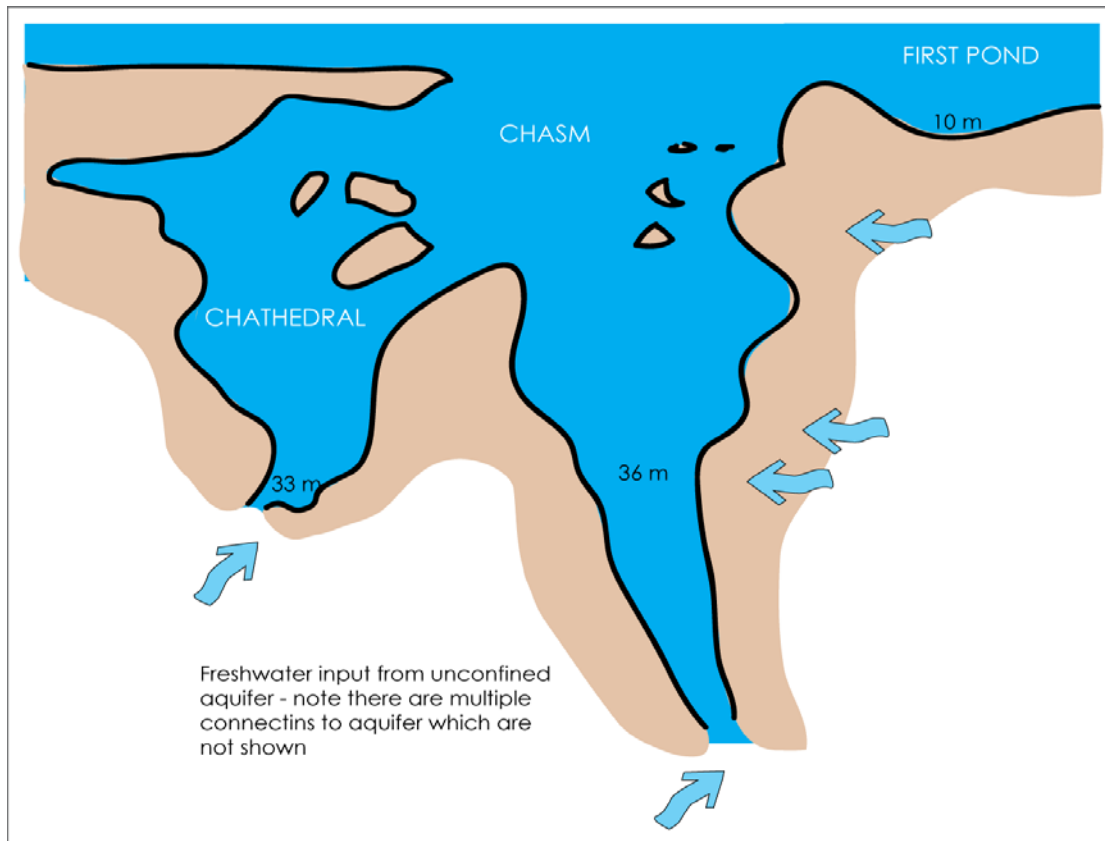 FIRST POND
10 m
CHASM
CHATHEDRAL
33 m
36 m
Freshwater input from unconfined
aquifer - note there are multiple
connectins to aquifer which are
not shown